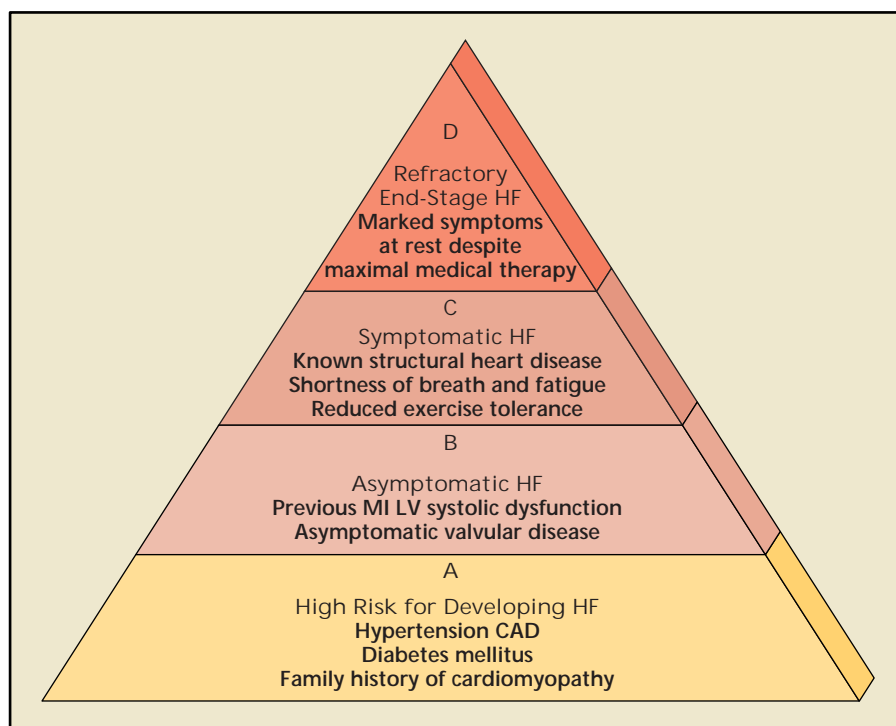 D
Refractory
End-Stage HF
Marked symptoms
at rest despite
maximal medical therapy
C
Symptomatic HF
Known structural heart disease
Shortness of breath and fatigue
Reduced exercise tolerance
B
Asymptomatic HF
Previous MI LV systolic dysfunction
Asymptomatic valvular disease
A
High Risk for Developing HF
Hypertension CAD
Diabetes mellitus
Family history of cardiomyopathy